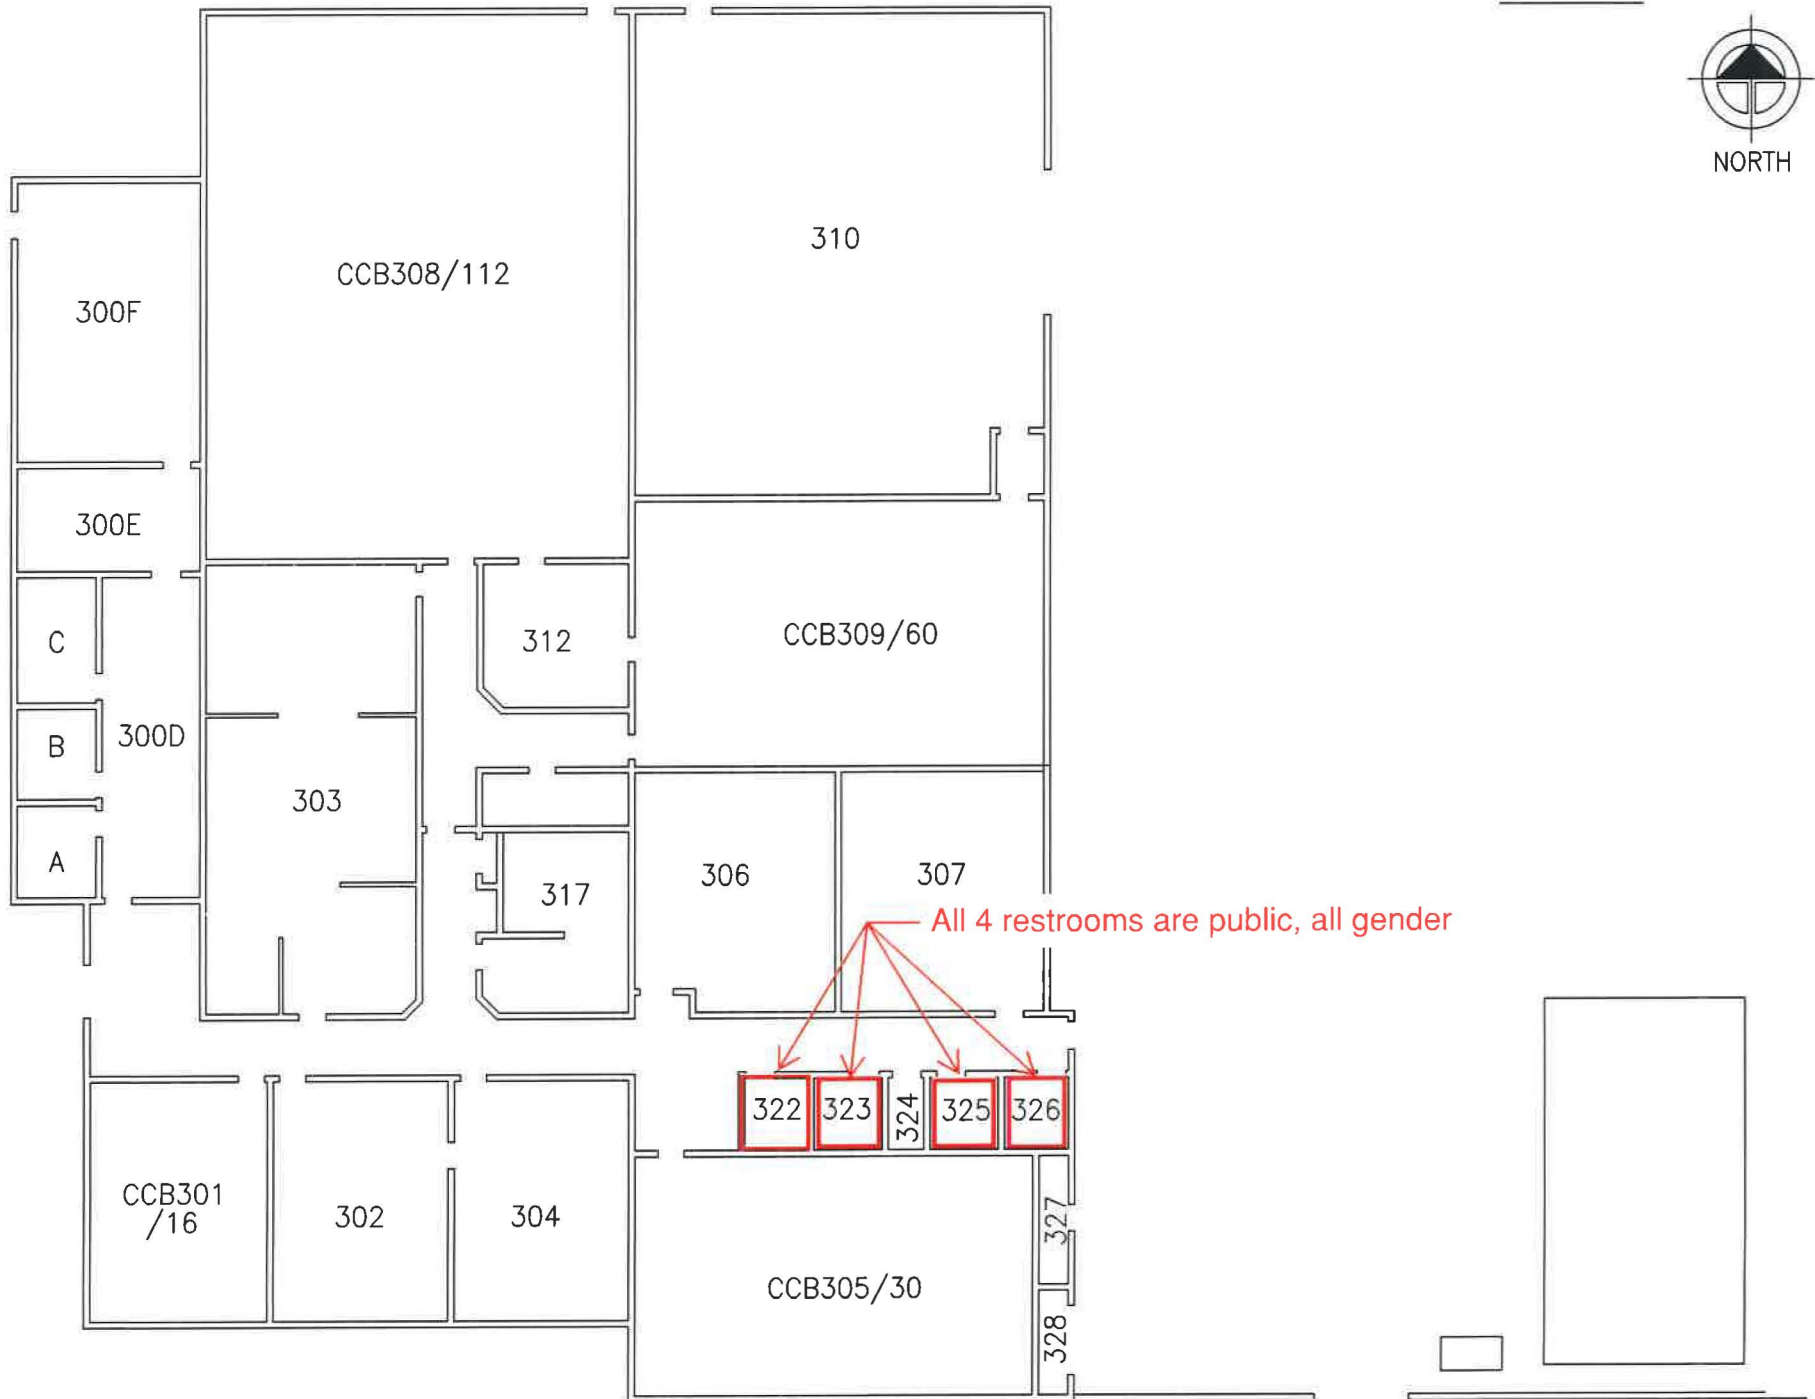 NORTH
310
CCB308/112
300F
300E
C
312
CCB309/60
B
300D
303
A
317
306
307
All 4 restrooms are public, all gender
322
323
324
325
326
CCB301
/16
302
304
327
CCB305/30
328